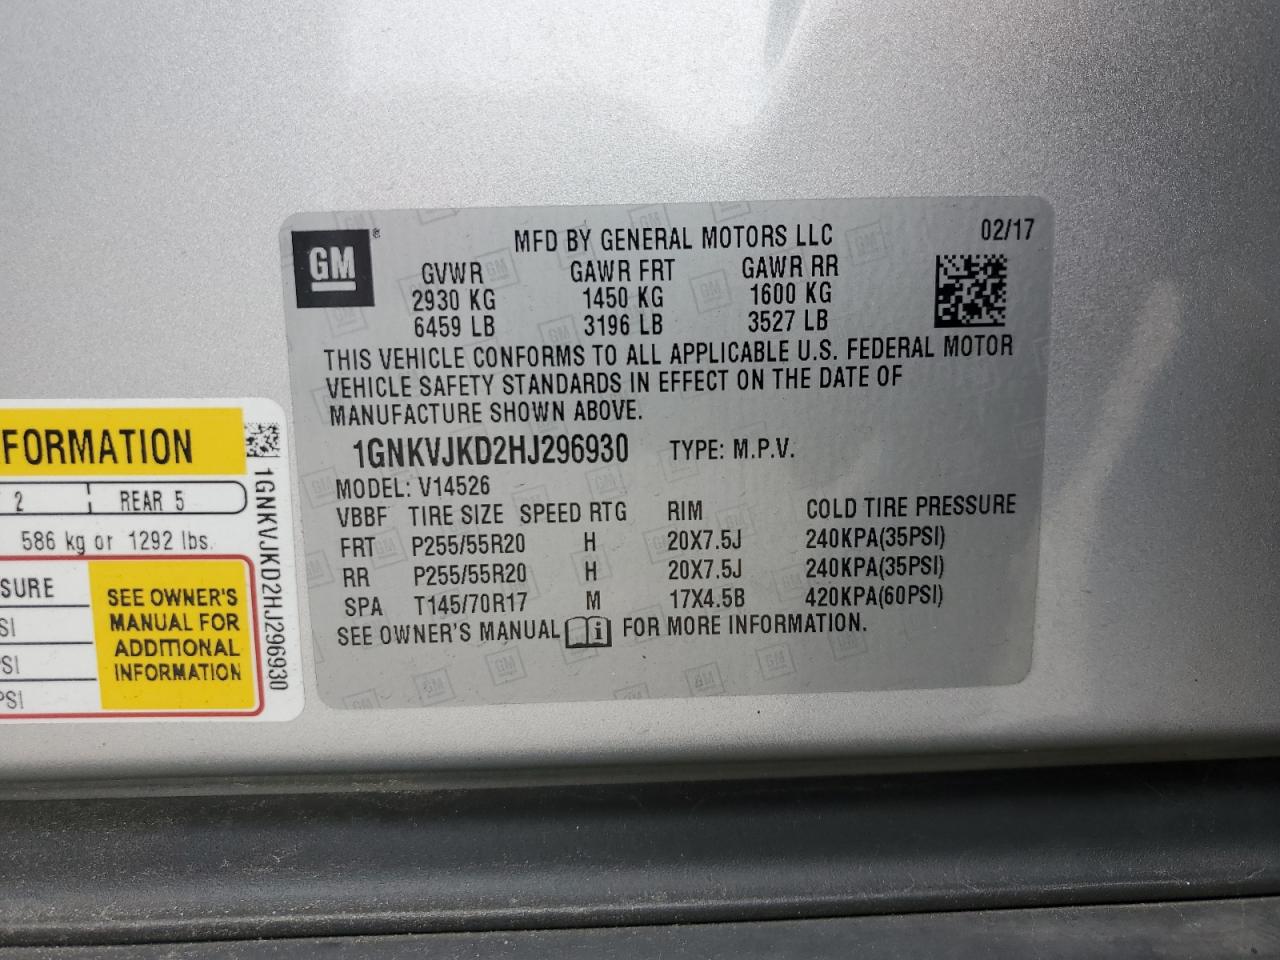 GM
MFD BY GENERAL MOTORS LLC 02/17
GVWR GAWR FRT GAWR RR
2930 KG 1450 KG 1600 KG
6459 LB 3196 LB 3527 LB
THIS VEHICLE CONFORMS TO ALL APPLICABLE U.S. FEDERAL MOTOR
VEHICLE SAFETY STANDARDS IN EFFECT ON THE DATE OF
MANUFACTURE SHOWN ABOVE.
1GNKVJKD2HJ296930 TYPE: M.P.V.
MODEL: V14526
VBBF TIRE SIZE SPEED RTG RIM COLD TIRE PRESSURE
FRT P255/55R20 H 20X7.5J 240KPA(35PSI)
RR P255/55R20 H 20X7.5J 240KPA(35PSI)
SPA T145/70R17 M 17X4.5B 420KPA(60PSI)
SEE OWNER'S MANUAL FOR MORE INFORMATION.
FORMATION
2 REAR 5
586 kg or 1292 lbs.
SURE
SI
PSI
PSI
SEE OWNER'S
MANUAL FOR
ADDITIONAL
INFORMATION
1GNKVJKD2HJ296930